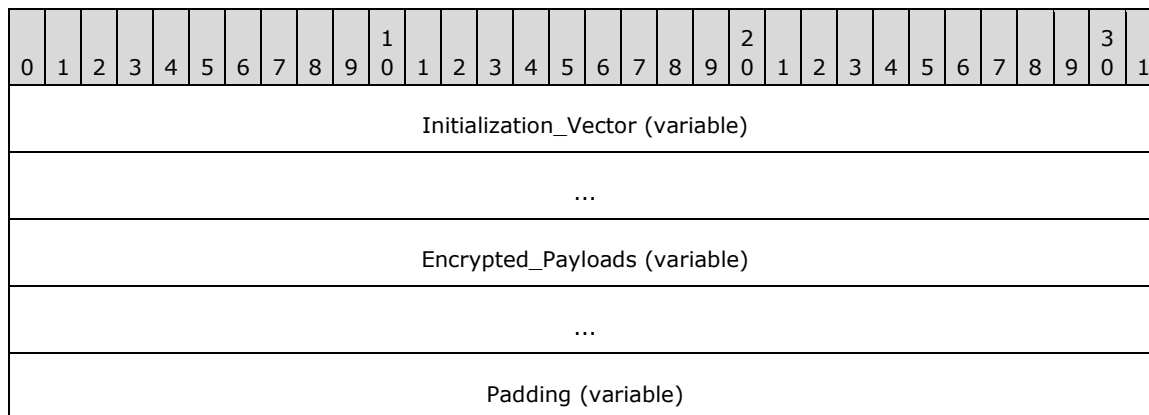 1 2 3
0 1 2 3 4 5 6 7 8 9 0 1 2 3 4 5 6 7 8 9 0 1 2 3 4 5 6 7 8 9 0 1
Initialization_Vector (variable)
...
Encrypted_Payloads (variable)
...
Padding (variable)